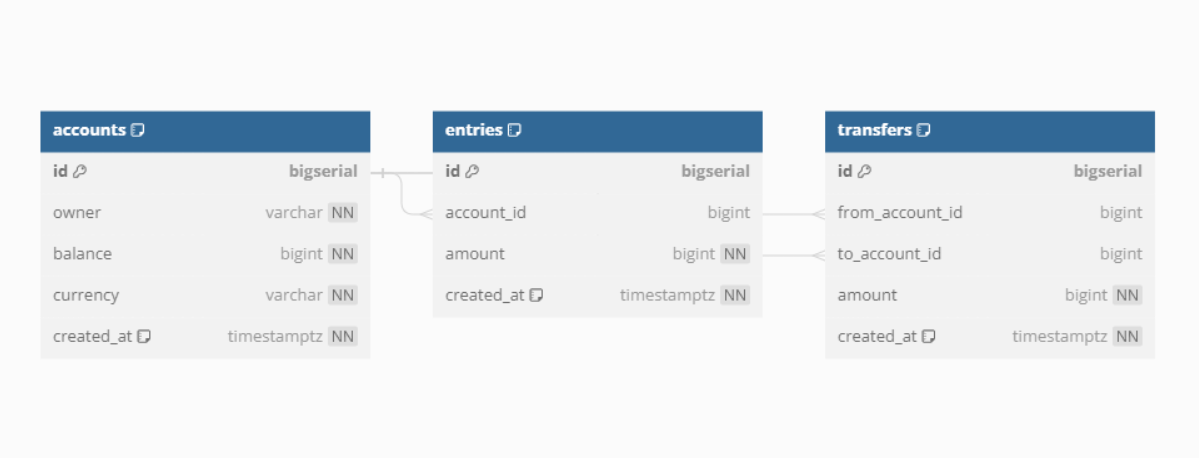 accounts
id bigserial
owner varchar NN
balance bigint NN
currency varchar NN
created_at timestamptz NN
entries
id bigserial
account_id bigint
amount bigint NN
created_at timestamptz NN
transfers
id bigserial
from_account_id bigint
to_account_id bigint
amount bigint NN
created_at timestamptz NN